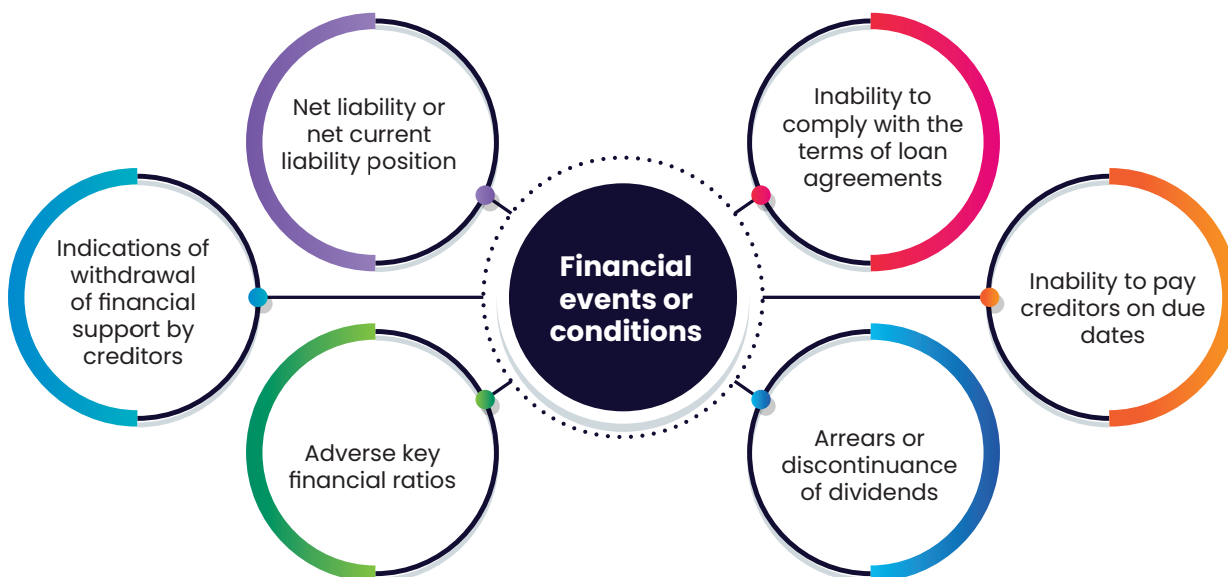 Net liability or
net current
liability position
Inability to
comply with the
terms of loan
agreements
Indications of
withdrawal
of financial
support by
creditors
Financial
events or
conditions
Inability to pay
creditors on due
dates
Adverse key
financial ratios
Arrears or
discontinuance
of dividends